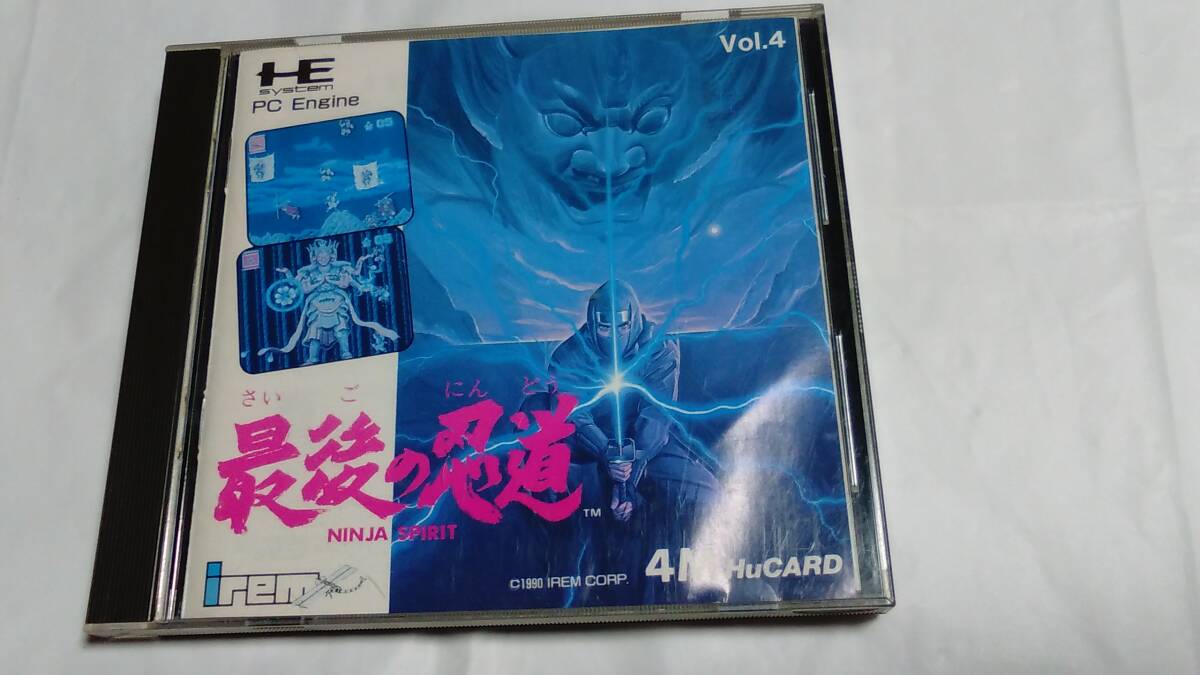 Vol.4
HE
system
PC Engine
さい ご にん どう
最後の忍道
TM
NINJA SPIRIT
irem
©1990 IREM CORP.
4M HuCARD